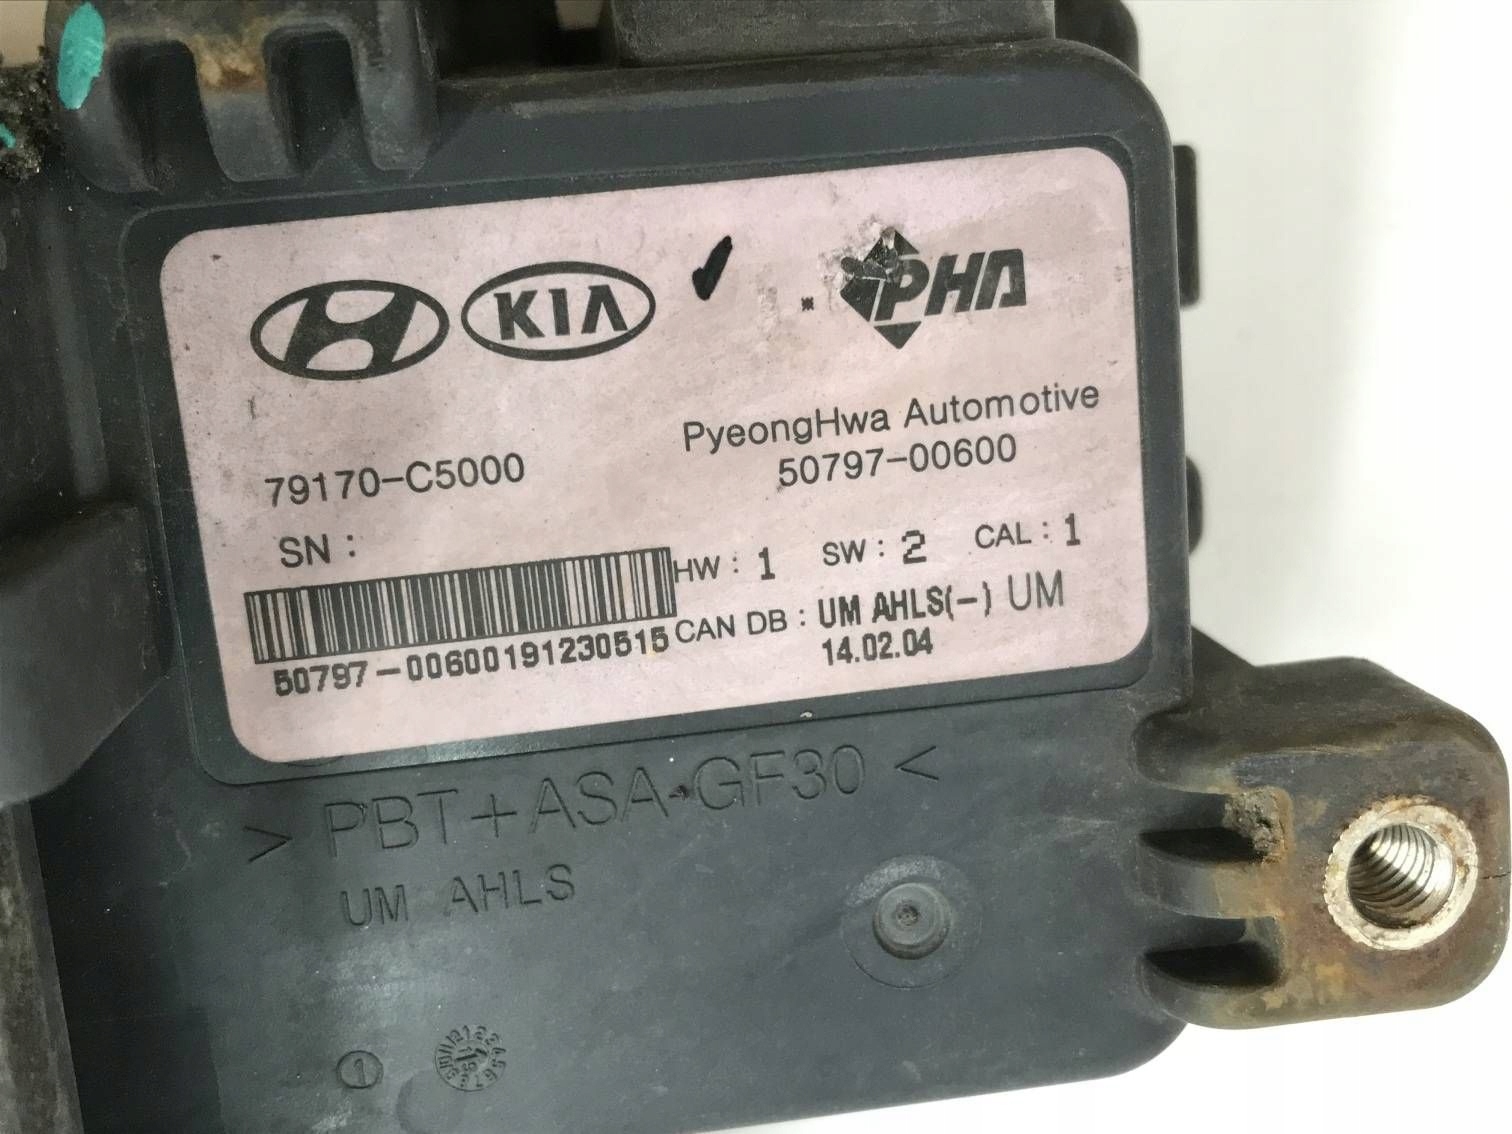 KIA
PHA
PyeongHwa Automotive
79170-C5000
50797-00600
SN :
HW : 1 SW : 2 CAL : 1
CAN DB : UM AHLS(-) UM
50797-00600191230515
14.02.04
> PBT+ASA-GF30 <
UM AHLS
1